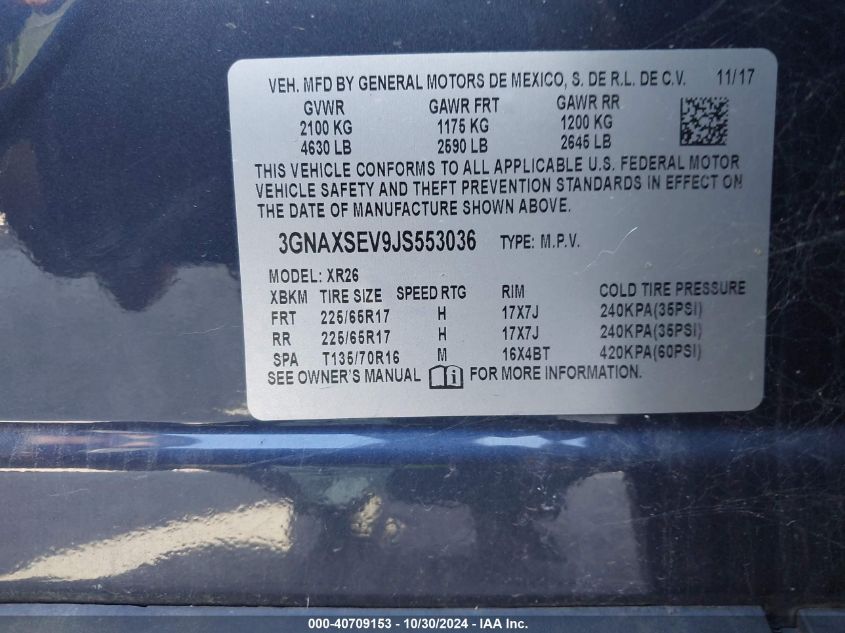 VEH. MFD BY GENERAL MOTORS DE MEXICO, S. DE R.L. DE C.V. 11/17
GVWR GAWR FRT GAWR RR
2100 KG 1175 KG 1200 KG
4630 LB 2590 LB 2645 LB
THIS VEHICLE CONFORMS TO ALL APPLICABLE U.S. FEDERAL MOTOR
VEHICLE SAFETY AND THEFT PREVENTION STANDARDS IN EFFECT ON
THE DATE OF MANUFACTURE SHOWN ABOVE.
3GNAXSEV9JS553036 TYPE: M.P.V.
MODEL: XR26
XBKM TIRE SIZE SPEED RTG RIM COLD TIRE PRESSURE
FRT 225/65R17 H 17X7J 240KPA(35PSI)
RR 225/65R17 H 17X7J 240KPA(35PSI)
SPA T135/70R16 M 16X4BT 420KPA(60PSI)
SEE OWNER'S MANUAL i FOR MORE INFORMATION.
000-40709153 - 10/30/2024 - IAA Inc.